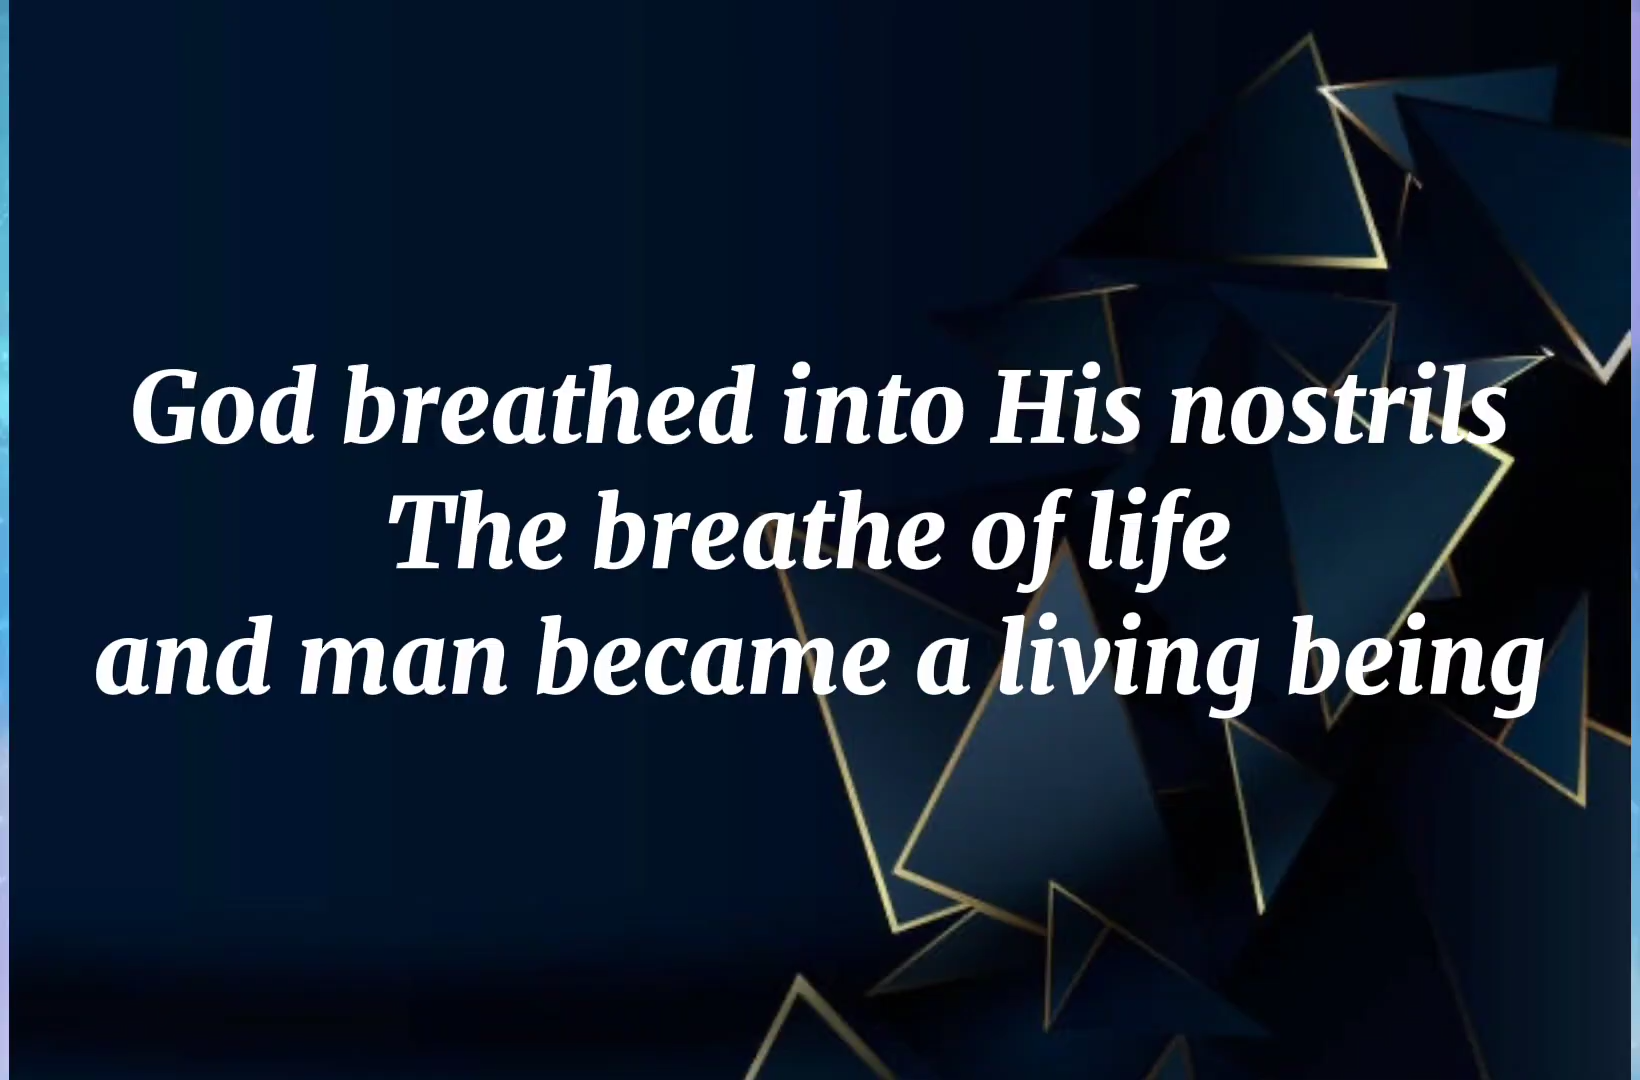 God breathed into His nostrils
The breathe of life
and man became a living being